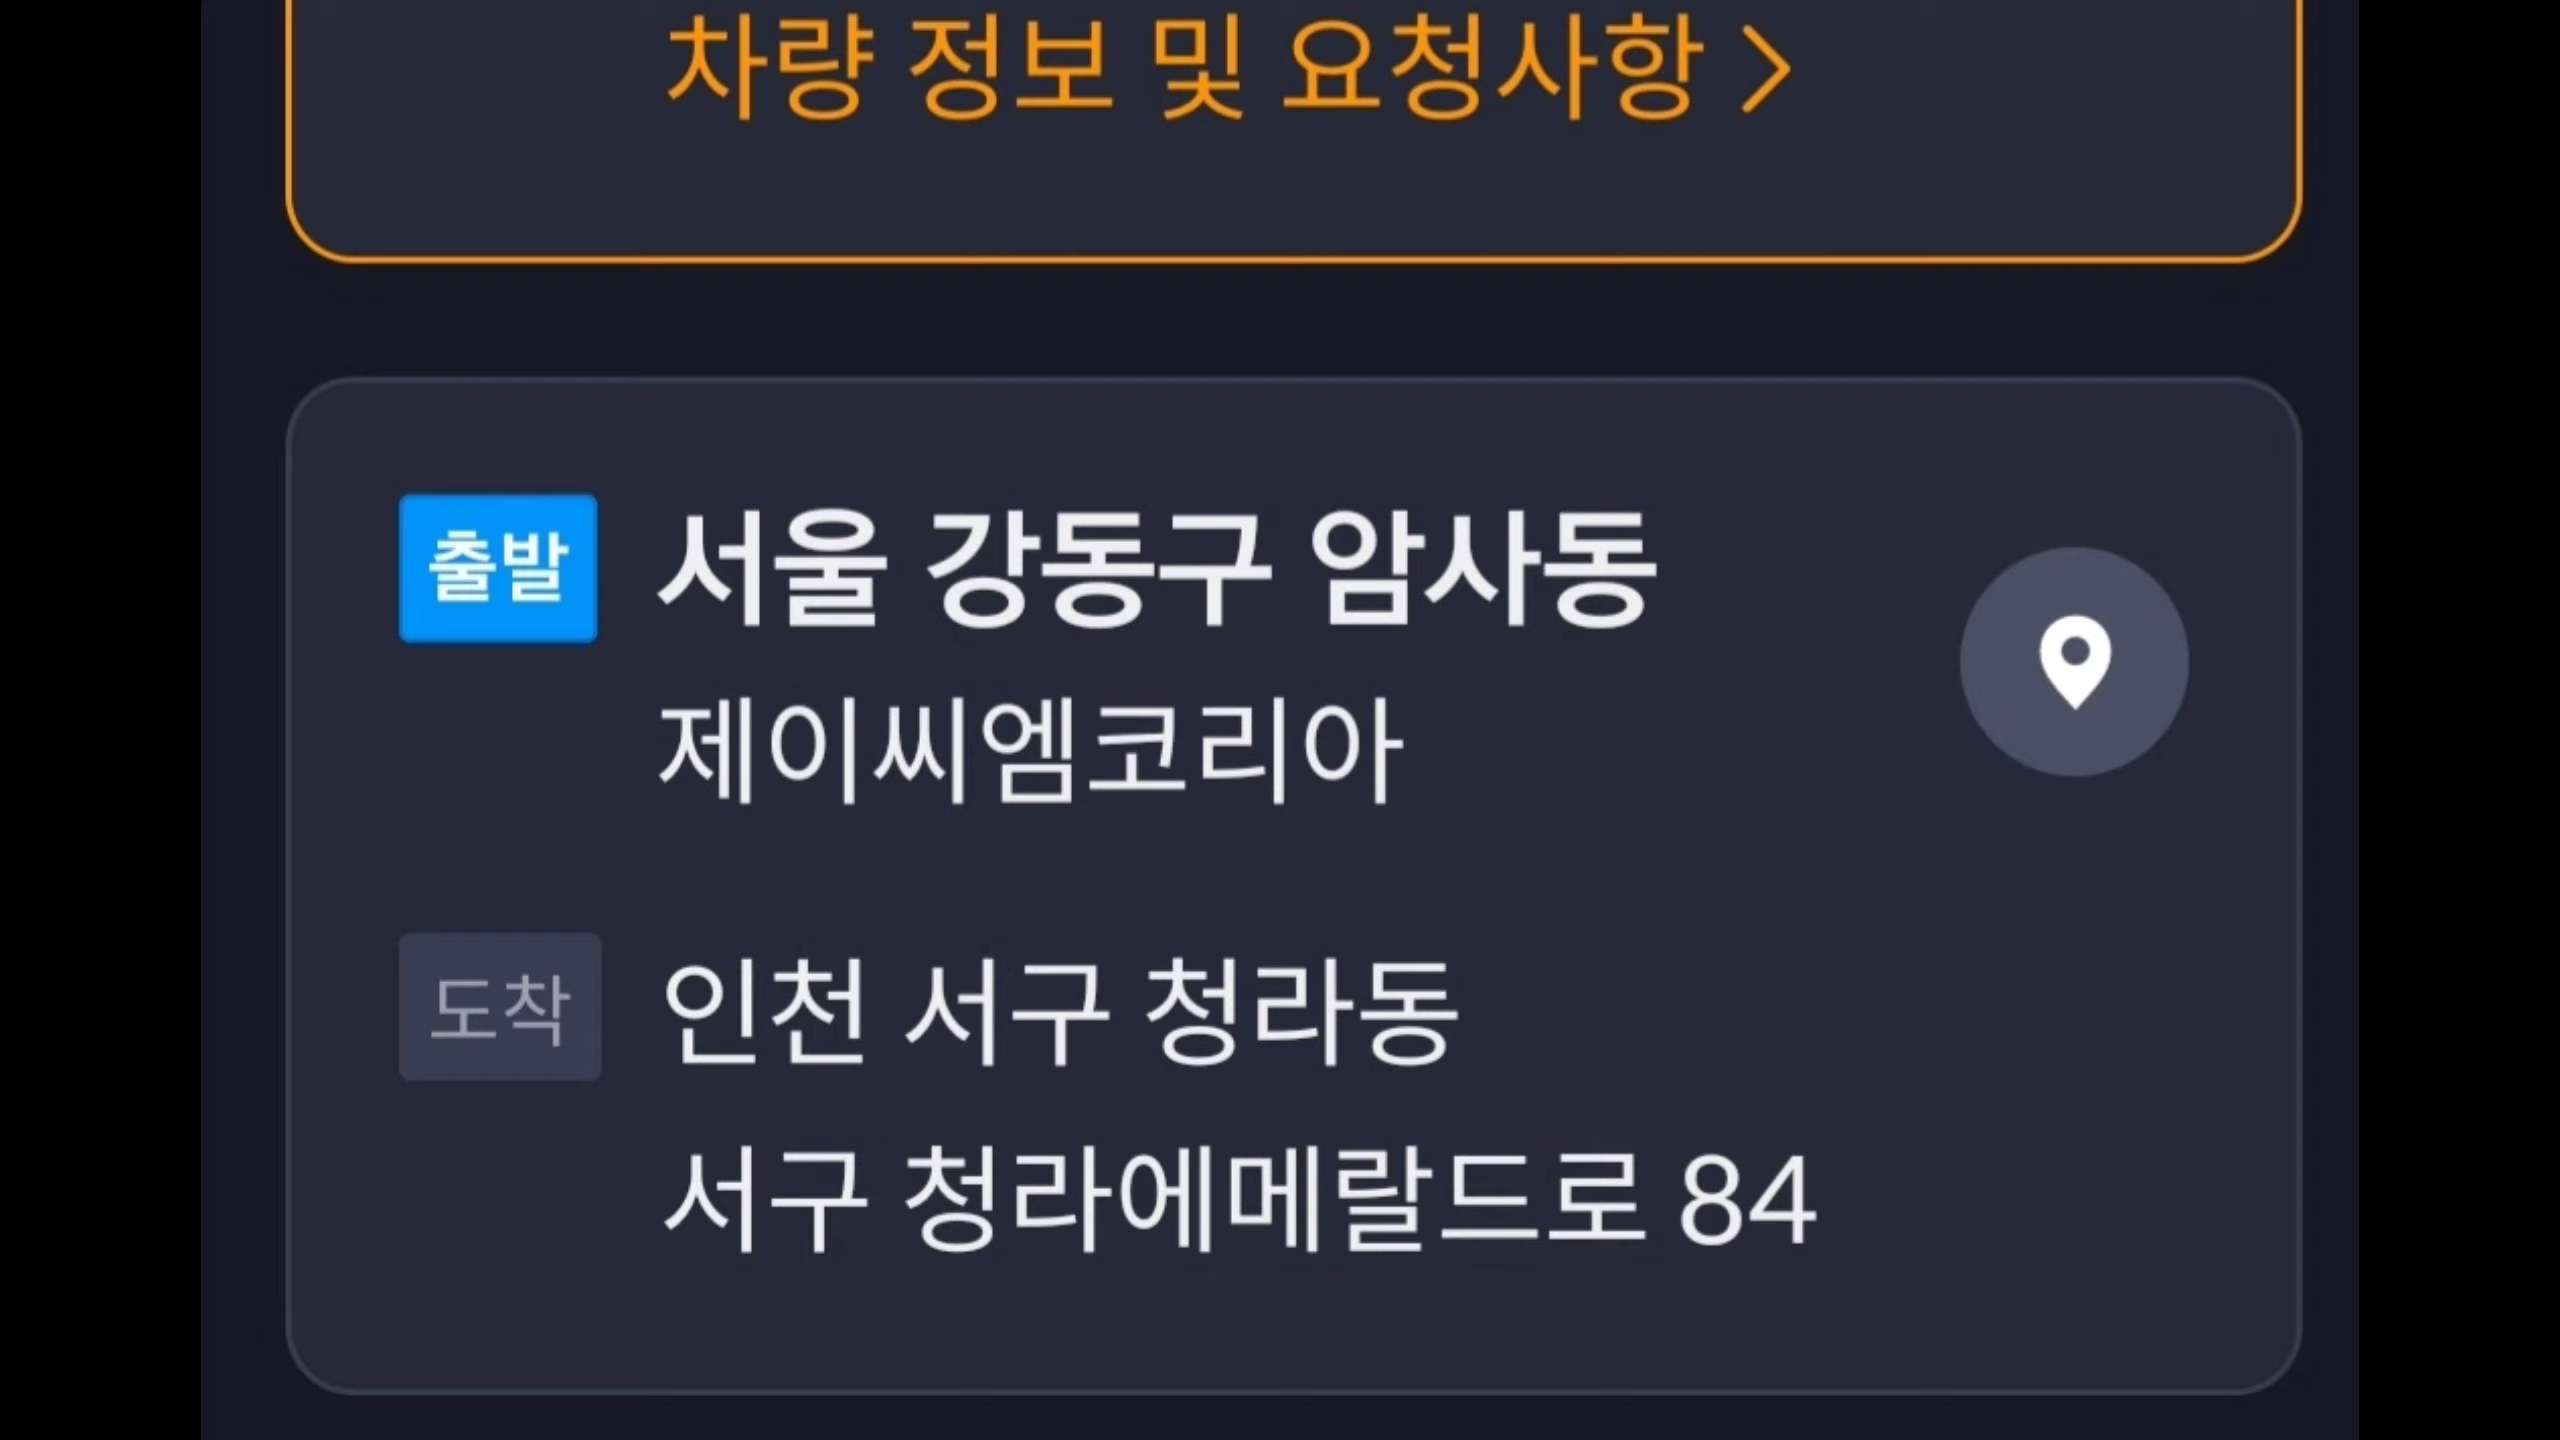 차량 정보 및 요청사항 >
출발 서울 강동구 암사동
제이씨엠코리아
도착 인천 서구 청라동
서구 청라에메랄드로 84